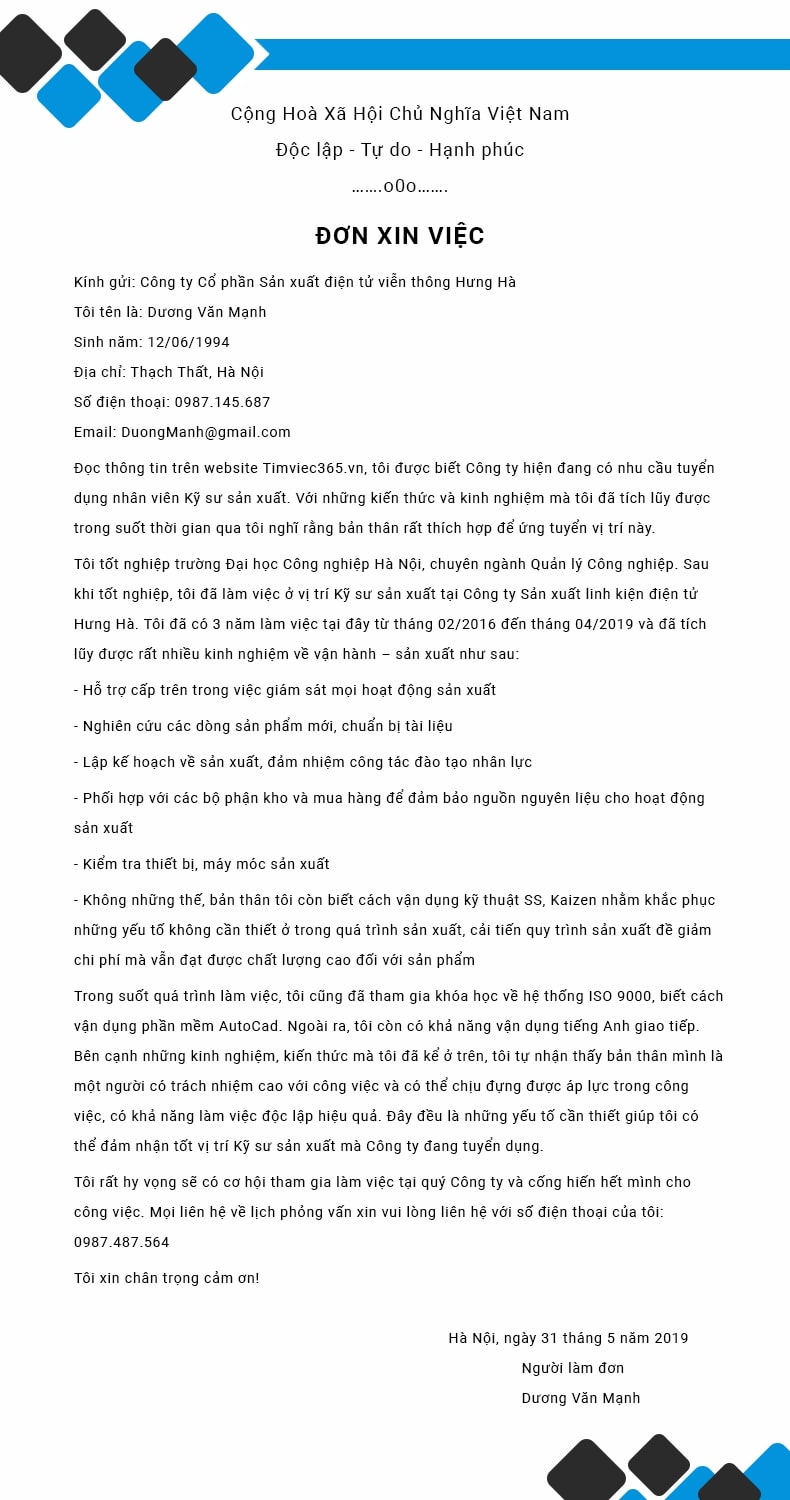 Cộng Hoà Xã Hội Chủ Nghĩa Việt Nam
Độc lập - Tự do - Hạnh phúc
…….o0o…….
ĐƠN XIN VIỆC
Kính gửi: Công ty Cổ phần Sản xuất điện tử viễn thông Hưng Hà
Tôi tên là: Dương Văn Mạnh
Sinh năm: 12/06/1994
Địa chỉ: Thạch Thất, Hà Nội
Số điện thoại: 0987.145.687
Email: DuongManh@gmail.com
Đọc thông tin trên website Timviec365.vn, tôi được biết Công ty hiện đang có nhu cầu tuyển
dụng nhân viên Kỹ sư sản xuất. Với những kiến thức và kinh nghiệm mà tôi đã tích lũy được
trong suốt thời gian qua tôi nghĩ rằng bản thân rất thích hợp để ứng tuyển vị trí này.
Tôi tốt nghiệp trường Đại học Công nghiệp Hà Nội, chuyên ngành Quản lý Công nghiệp. Sau
khi tốt nghiệp, tôi đã làm việc ở vị trí Kỹ sư sản xuất tại Công ty Sản xuất linh kiện điện tử
Hưng Hà. Tôi đã có 3 năm làm việc tại đây từ tháng 02/2016 đến tháng 04/2019 và đã tích
lũy được rất nhiều kinh nghiệm về vận hành – sản xuất như sau:
- Hỗ trợ cấp trên trong việc giám sát mọi hoạt động sản xuất
- Nghiên cứu các dòng sản phẩm mới, chuẩn bị tài liệu
- Lập kế hoạch về sản xuất, đảm nhiệm công tác đào tạo nhân lực
- Phối hợp với các bộ phận kho và mua hàng để đảm bảo nguồn nguyên liệu cho hoạt động
sản xuất
- Kiểm tra thiết bị, máy móc sản xuất
- Không những thế, bản thân tôi còn biết cách vận dụng kỹ thuật SS, Kaizen nhằm khắc phục
những yếu tố không cần thiết ở trong quá trình sản xuất, cải tiến quy trình sản xuất đề giảm
chi phí mà vẫn đạt được chất lượng cao đối với sản phẩm
Trong suốt quá trình làm việc, tôi cũng đã tham gia khóa học về hệ thống ISO 9000, biết cách
vận dụng phần mềm AutoCad. Ngoài ra, tôi còn có khả năng vận dụng tiếng Anh giao tiếp.
Bên cạnh những kinh nghiệm, kiến thức mà tôi đã kể ở trên, tôi tự nhận thấy bản thân mình là
một người có trách nhiệm cao với công việc và có thể chịu đựng được áp lực trong công
việc, có khả năng làm việc độc lập hiệu quả. Đây đều là những yếu tố cần thiết giúp tôi có
thể đảm nhận tốt vị trí Kỹ sư sản xuất mà Công ty đang tuyển dụng.
Tôi rất hy vọng sẽ có cơ hội tham gia làm việc tại quý Công ty và cống hiến hết mình cho
công việc. Mọi liên hệ về lịch phỏng vấn xin vui lòng liên hệ với số điện thoại của tôi:
0987.487.564
Tôi xin chân trọng cảm ơn!
Hà Nội, ngày 31 tháng 5 năm 2019
Người làm đơn
Dương Văn Mạnh